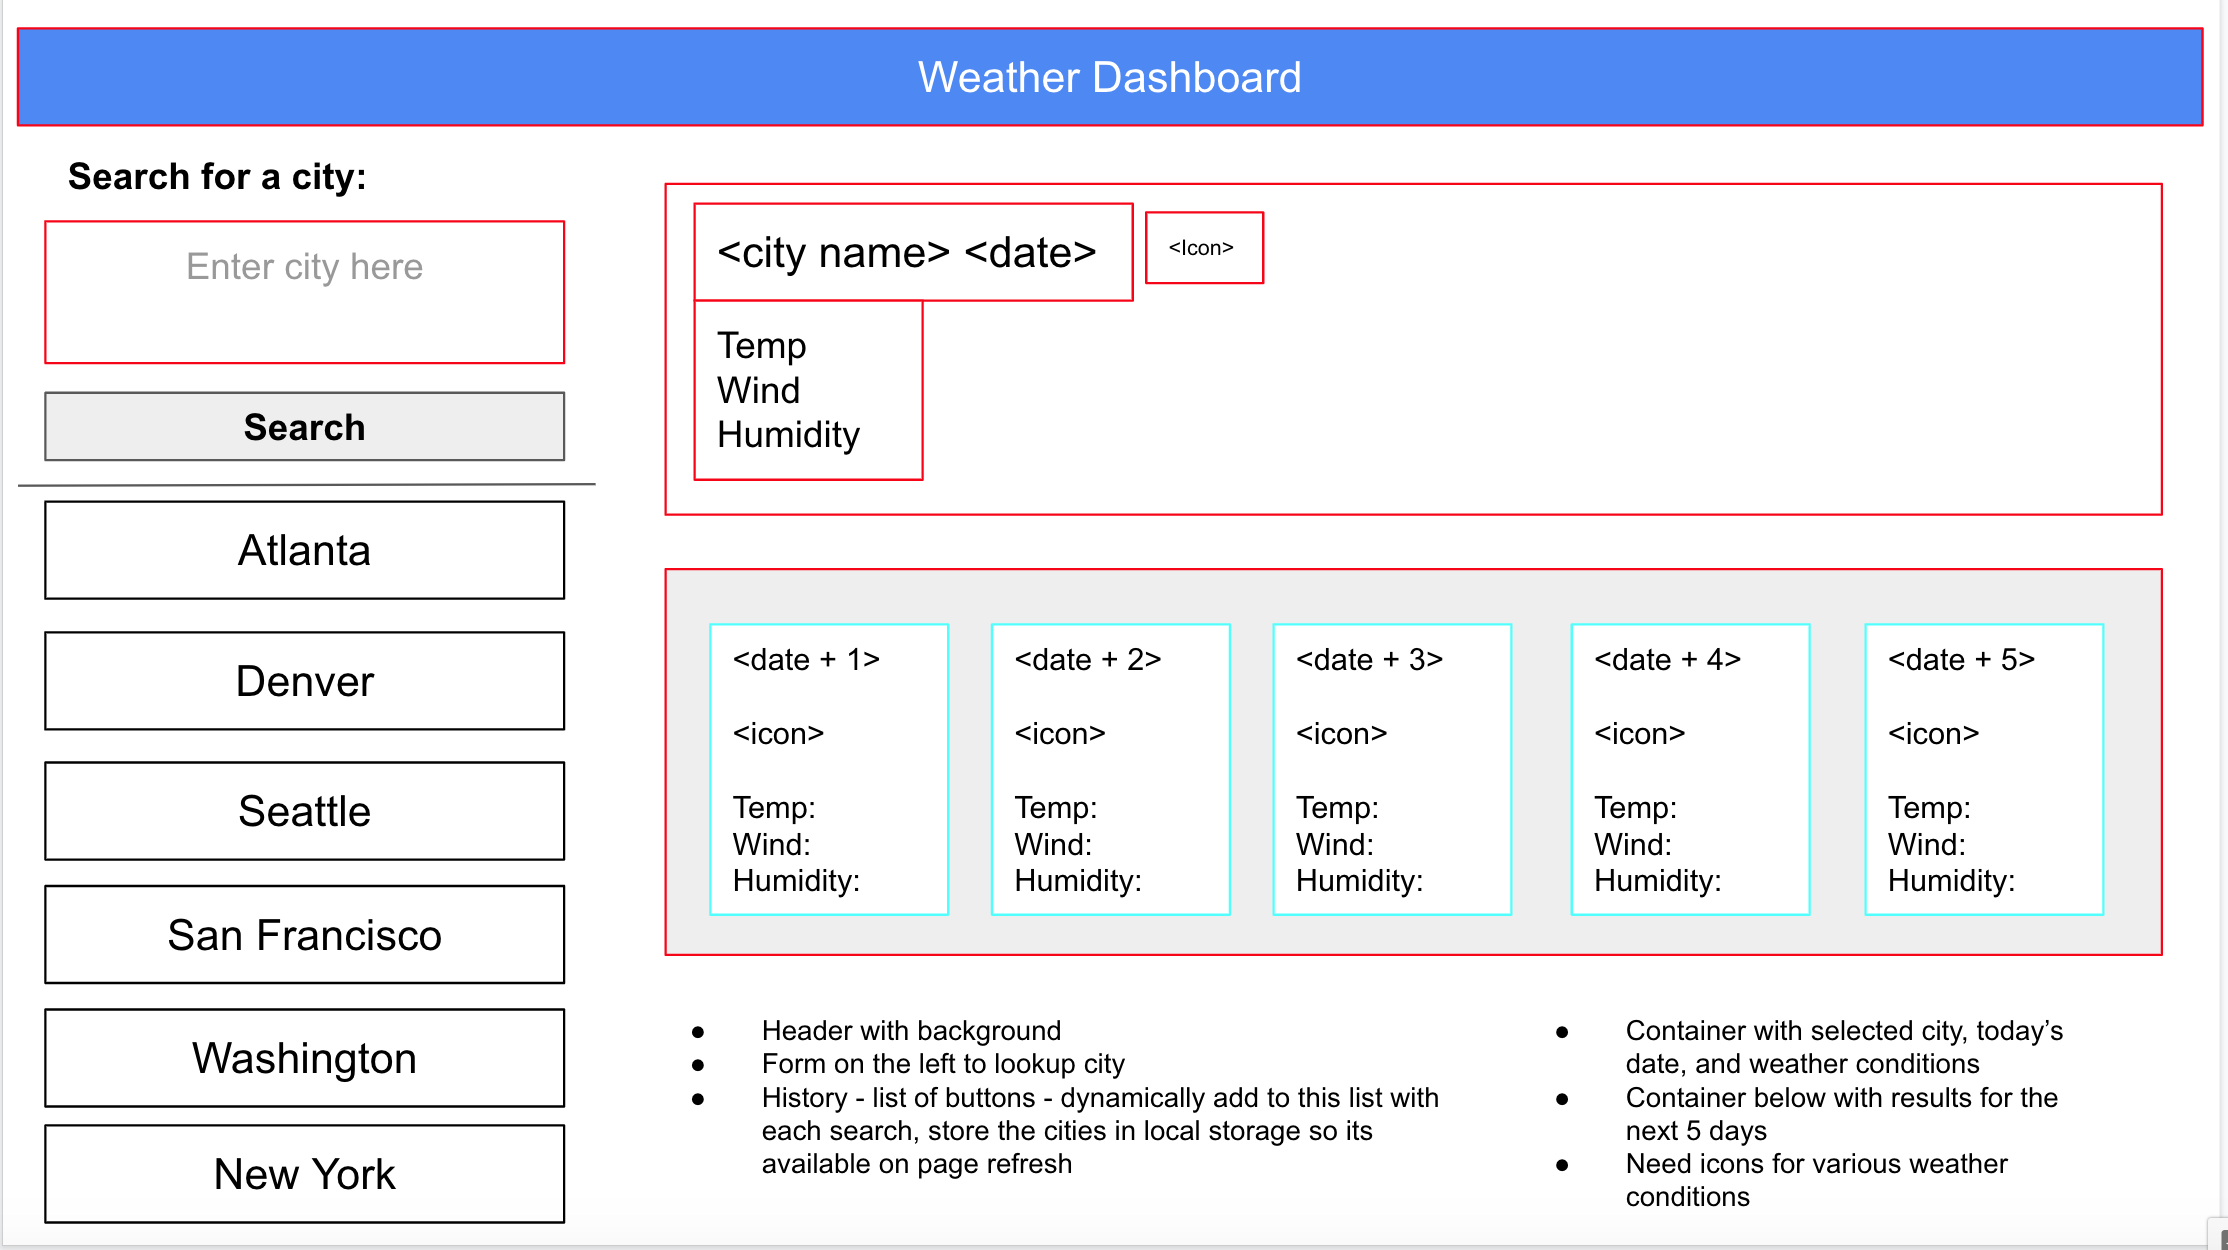 Weather Dashboard
Search for a city:
Enter city here
Search
Atlanta
Denver
Seattle
San Francisco
Washington
New York
<city name> <date>
<Icon>
Temp
Wind
Humidity
<date + 1>
<icon>
Temp:
Wind:
Humidity:
<date + 2>
<icon>
Temp:
Wind:
Humidity:
<date + 3>
<icon>
Temp:
Wind:
Humidity:
<date + 4>
<icon>
Temp:
Wind:
Humidity:
<date + 5>
<icon>
Temp:
Wind:
Humidity:
● Header with background
● Form on the left to lookup city
● History - list of buttons - dynamically add to this list with
each search, store the cities in local storage so its
available on page refresh
● Container with selected city, today’s
date, and weather conditions
● Container below with results for the
next 5 days
● Need icons for various weather
conditions